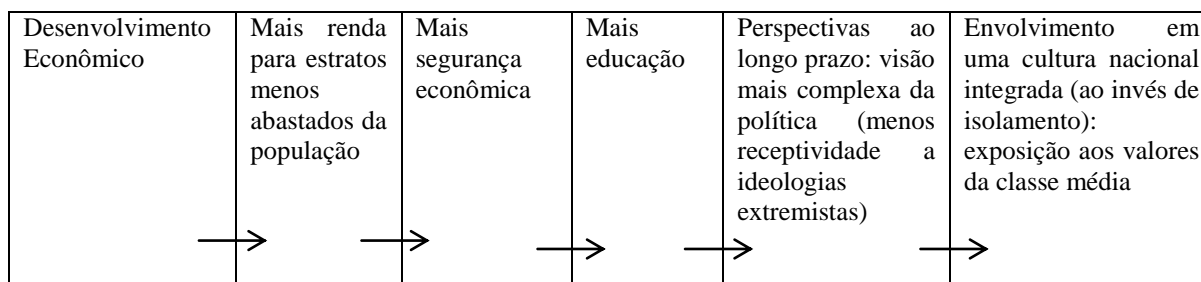 Desenvolvimento
Econômico
Mais renda
para estratos
menos
abastados da
população
Mais
segurança
econômica
Mais
educação
Perspectivas ao
longo prazo: visão
mais complexa da
política (menos
receptividade a
ideologias
extremistas)
Envolvimento em
uma cultura nacional
integrada (ao invés de
isolamento):
exposição aos valores
da classe média